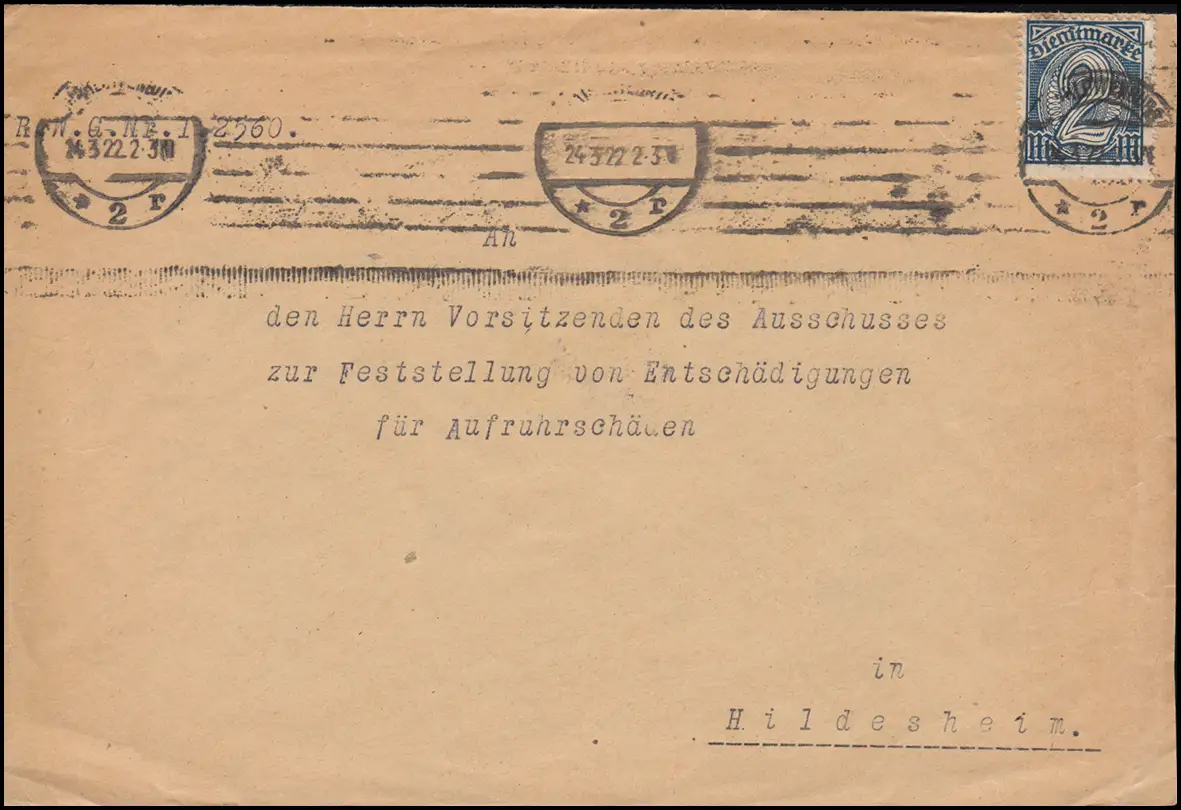 Dienstmarke
2
R.W.G.Nr.I 2560.
24.3.22 2-3N
* 2 r
24.3.22 2-3N
* 2 r
* 2 r
An
den Herrn Vorsitzenden des Ausschusses
zur Feststellung von Entschädigungen
für Aufruhrschäden
in
Hildesheim.